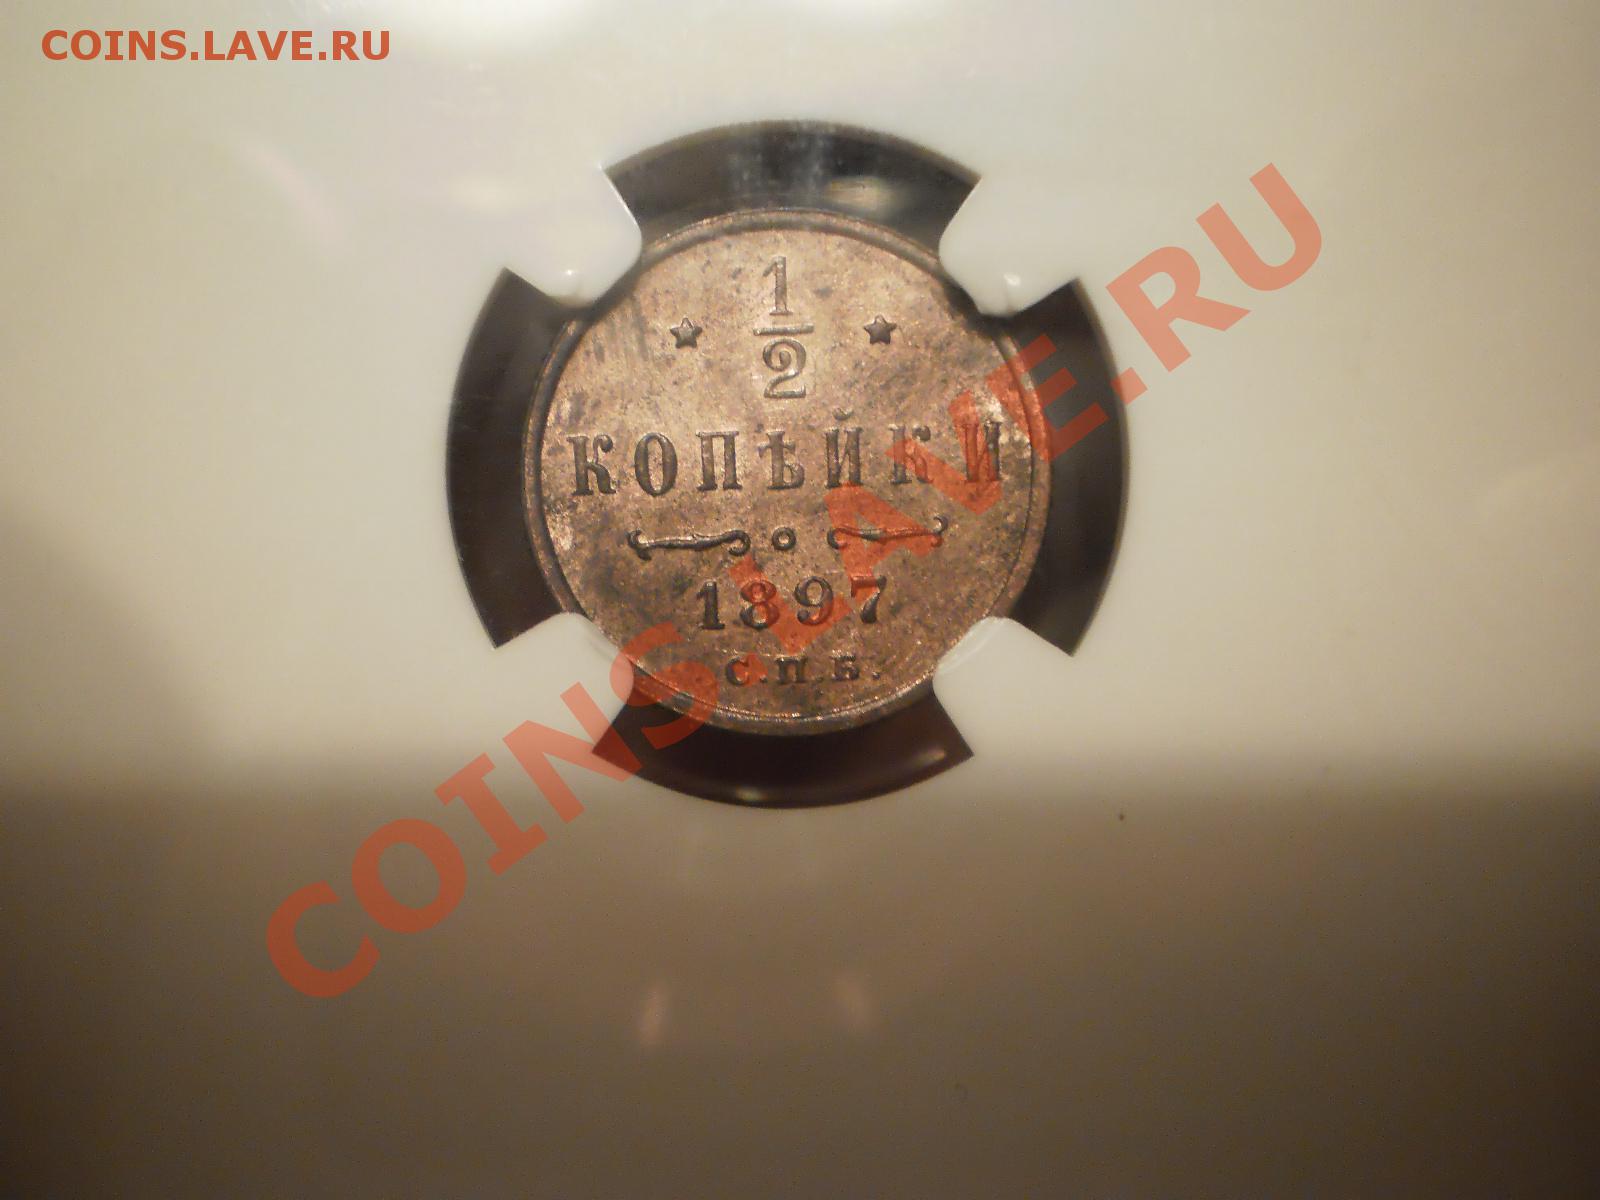 COINS.LAVE.RU
1
2
КОПѢЙКИ
1897
С.П.Б.
COINS.LAVE.RU